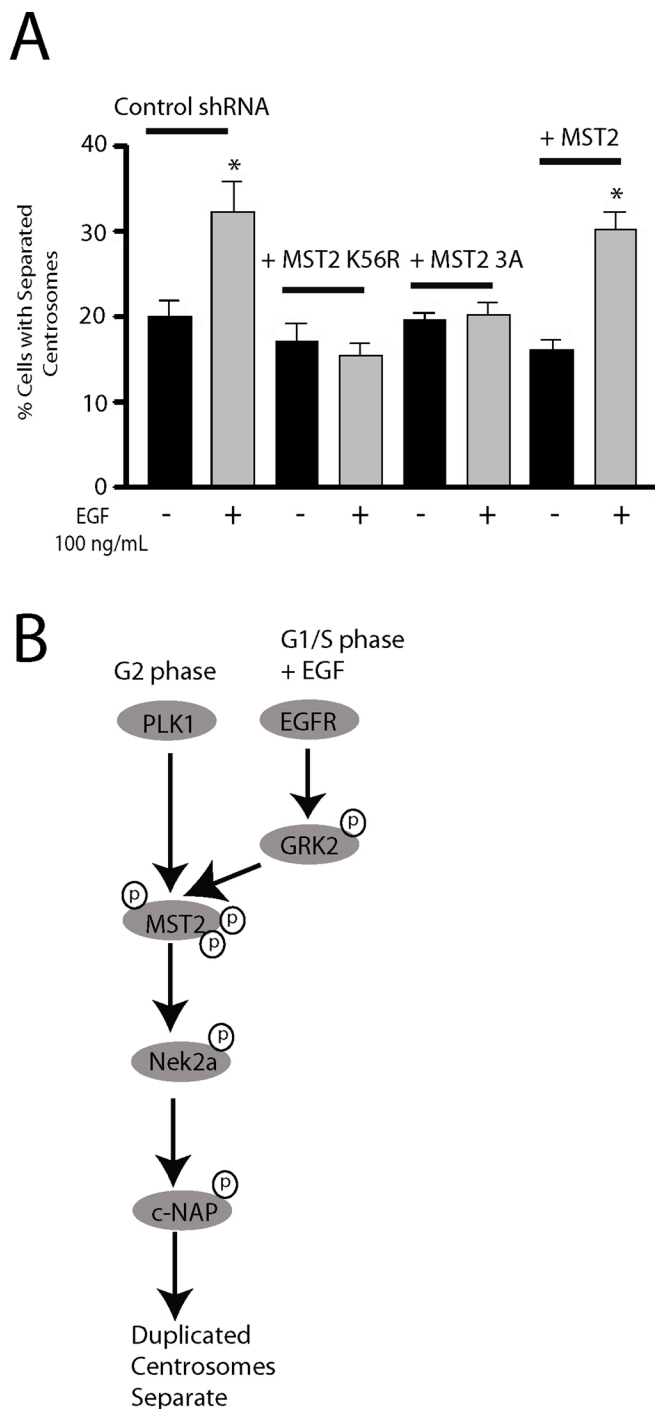 A
Control shRNA
+ MST2
40
*
*
% Cells with Separated
Centrosomes
30
+ MST2 K56R
+ MST2 3A
20
10
0
EGF
100 ng/mL
- + - + - + - +
B
G2 phase
G1/S phase
+ EGF
PLK1
EGFR
p
GRK2
p
MST2
p
p
p
Nek2a
p
c-NAP
Duplicated
Centrosomes
Separate